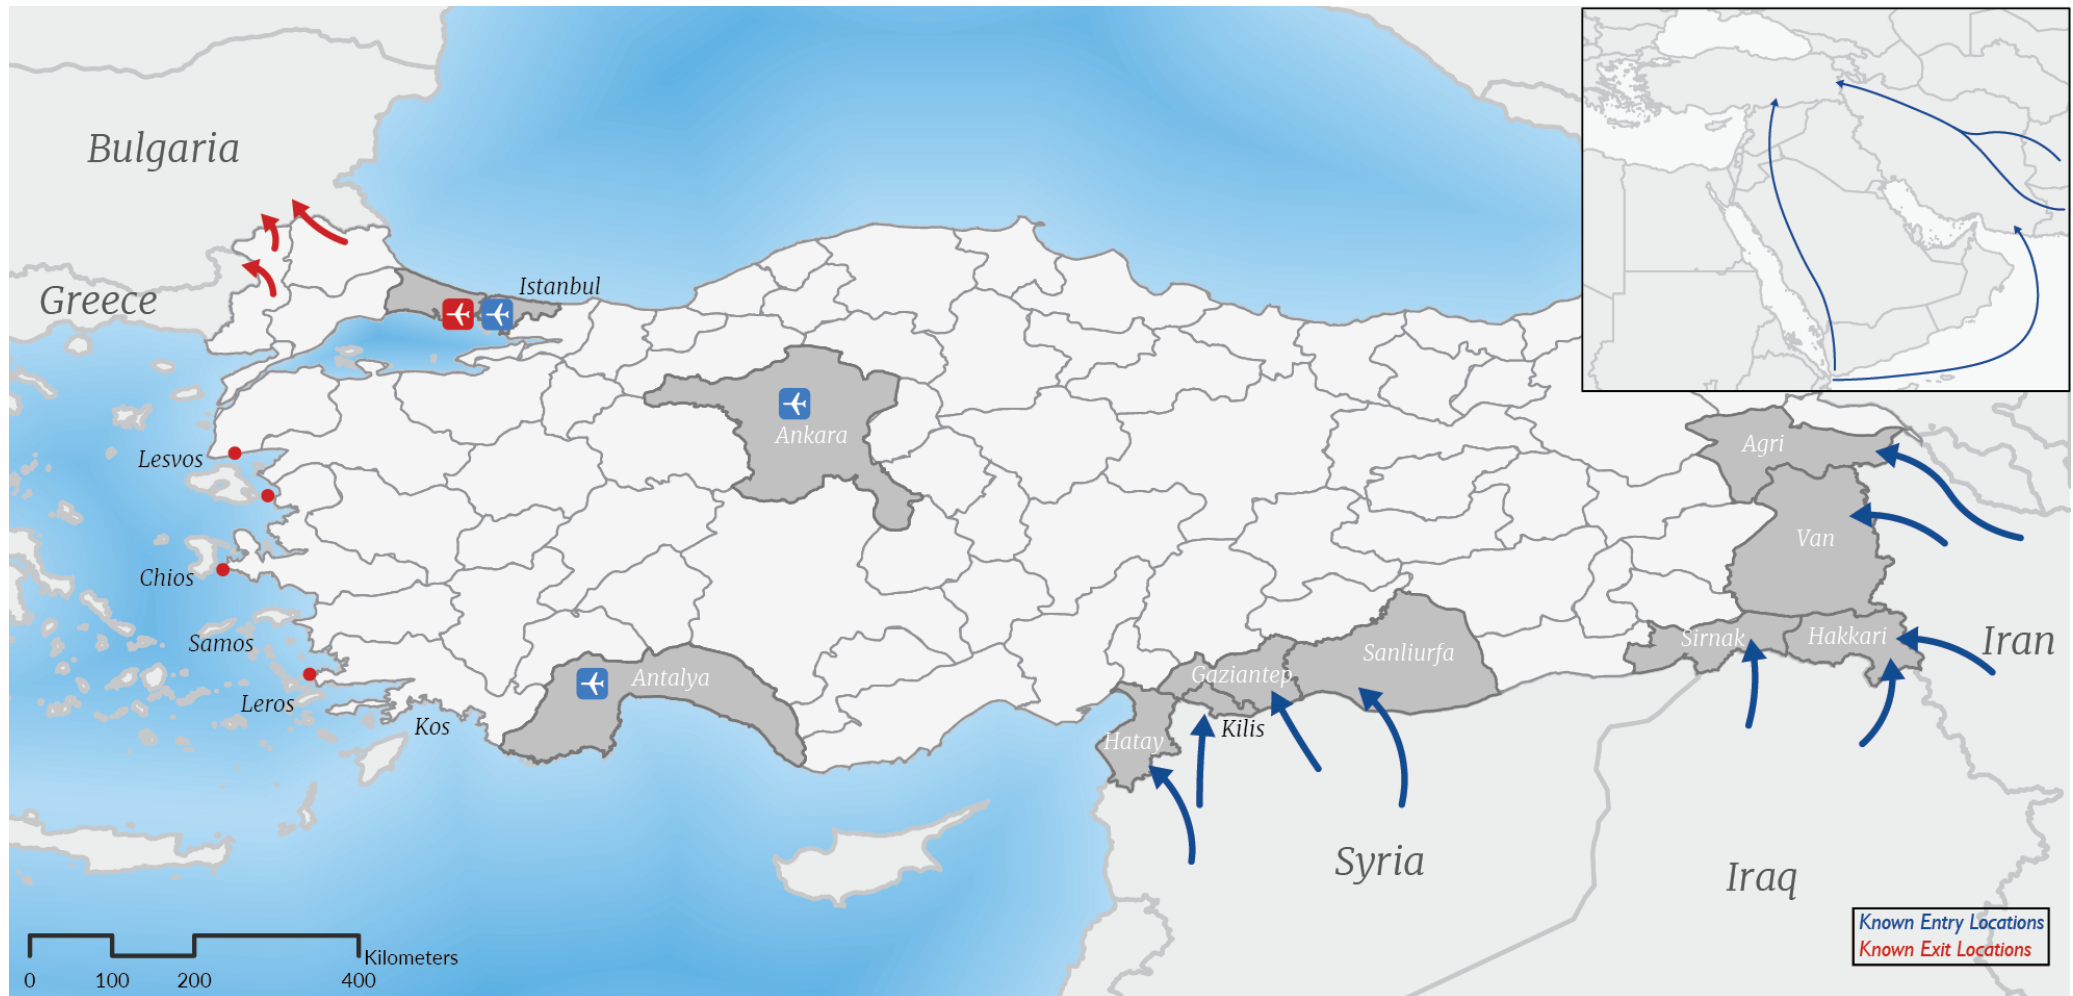 Bulgaria
Greece
Istanbul
Ankara
Agri
Lesvos
Van
Chios
Samos
Sirnak
Hakkari
Iran
Sanliurfa
Gaziantep
Antalya
Leros
Kos
Kilis
Hatay
Syria
Iraq
Known Entry Locations
Known Exit Locations
Kilometers
0 100 200 400